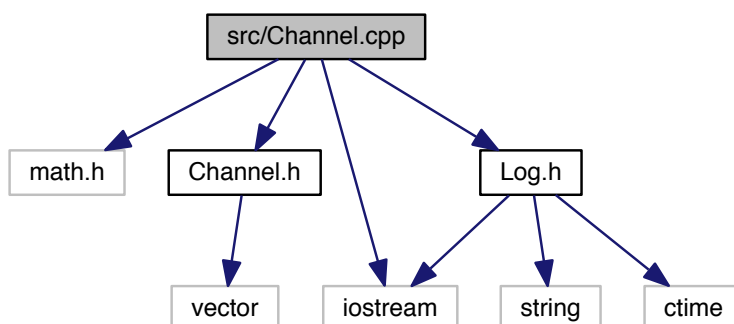 src/Channel.cpp
math.h
Channel.h
Log.h
vector
iostream
string
ctime